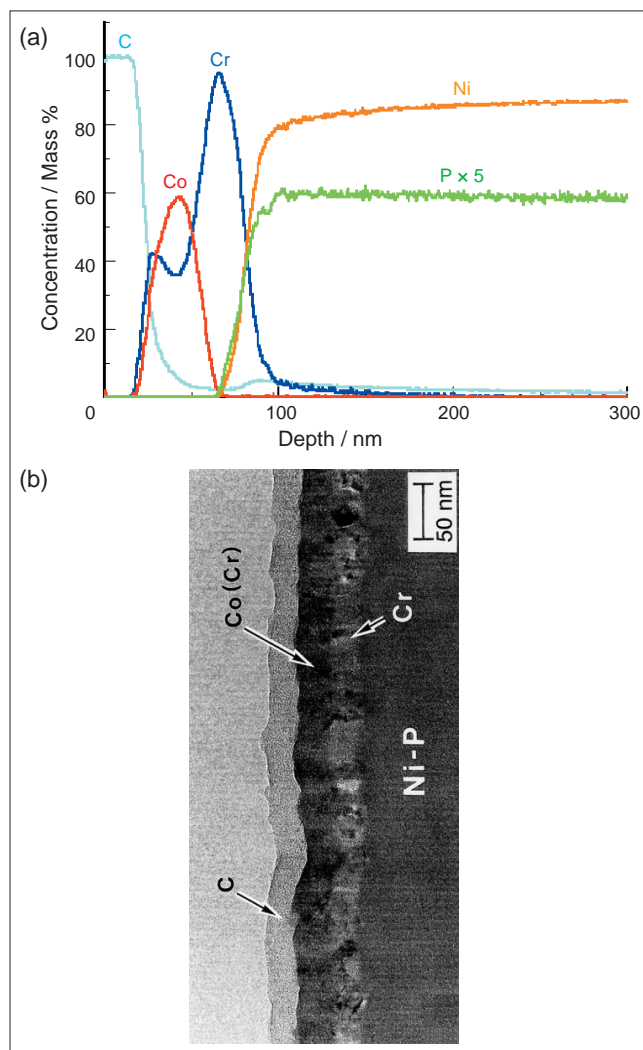 (a)
C
Cr
Ni
Co
P × 5
100
80
60
40
20
0
Concentration / Mass %
0
100
200
300
Depth / nm
(b)
50 nm
Co(Cr)
Cr
Ni-P
C